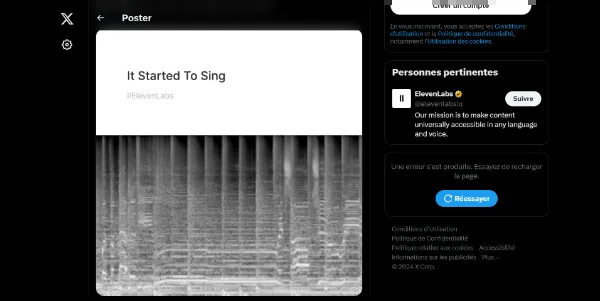 Poster
It Started To Sing
IIElevenLabs
Créer un compte
En vous inscrivant, vous acceptez les Conditions
d'utilisation et la Politique de confidentialité,
notamment l'Utilisation des cookies.
Personnes pertinentes
ElevenLabs
@elevenlabsio
Suivre
Our mission is to make content
universally accessible in any language
and voice.
Une erreur s'est produite. Essayez de recharger
la page.
Réessayer
Conditions d'utilisation
Politique de Confidentialité
Politique relative aux cookies Accessibilité
Informations sur les publicités Plus ···
© 2024 X Corp.